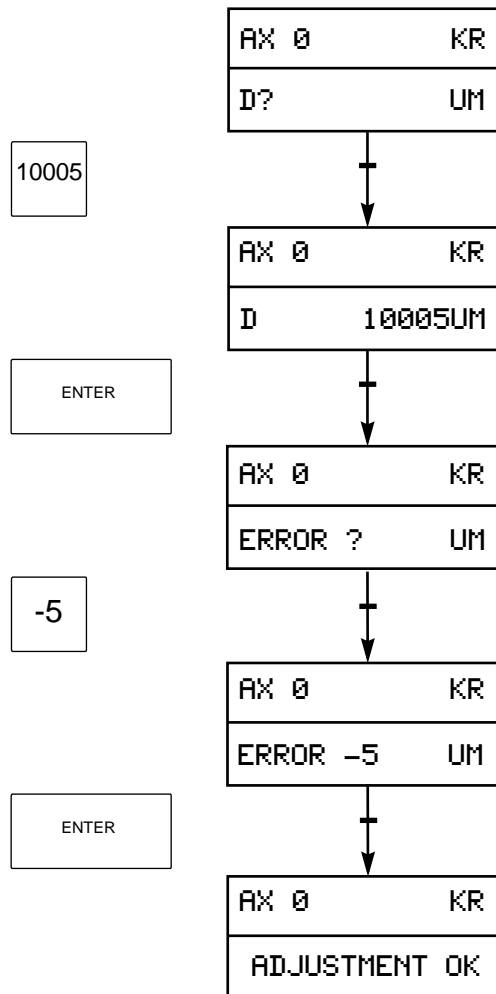 AX 0 KR
D? UM
10005
AX 0 KR
D 10005UM
ENTER
AX 0 KR
ERROR ? UM
-5
AX 0 KR
ERROR -5 UM
ENTER
AX 0 KR
ADJUSTMENT OK